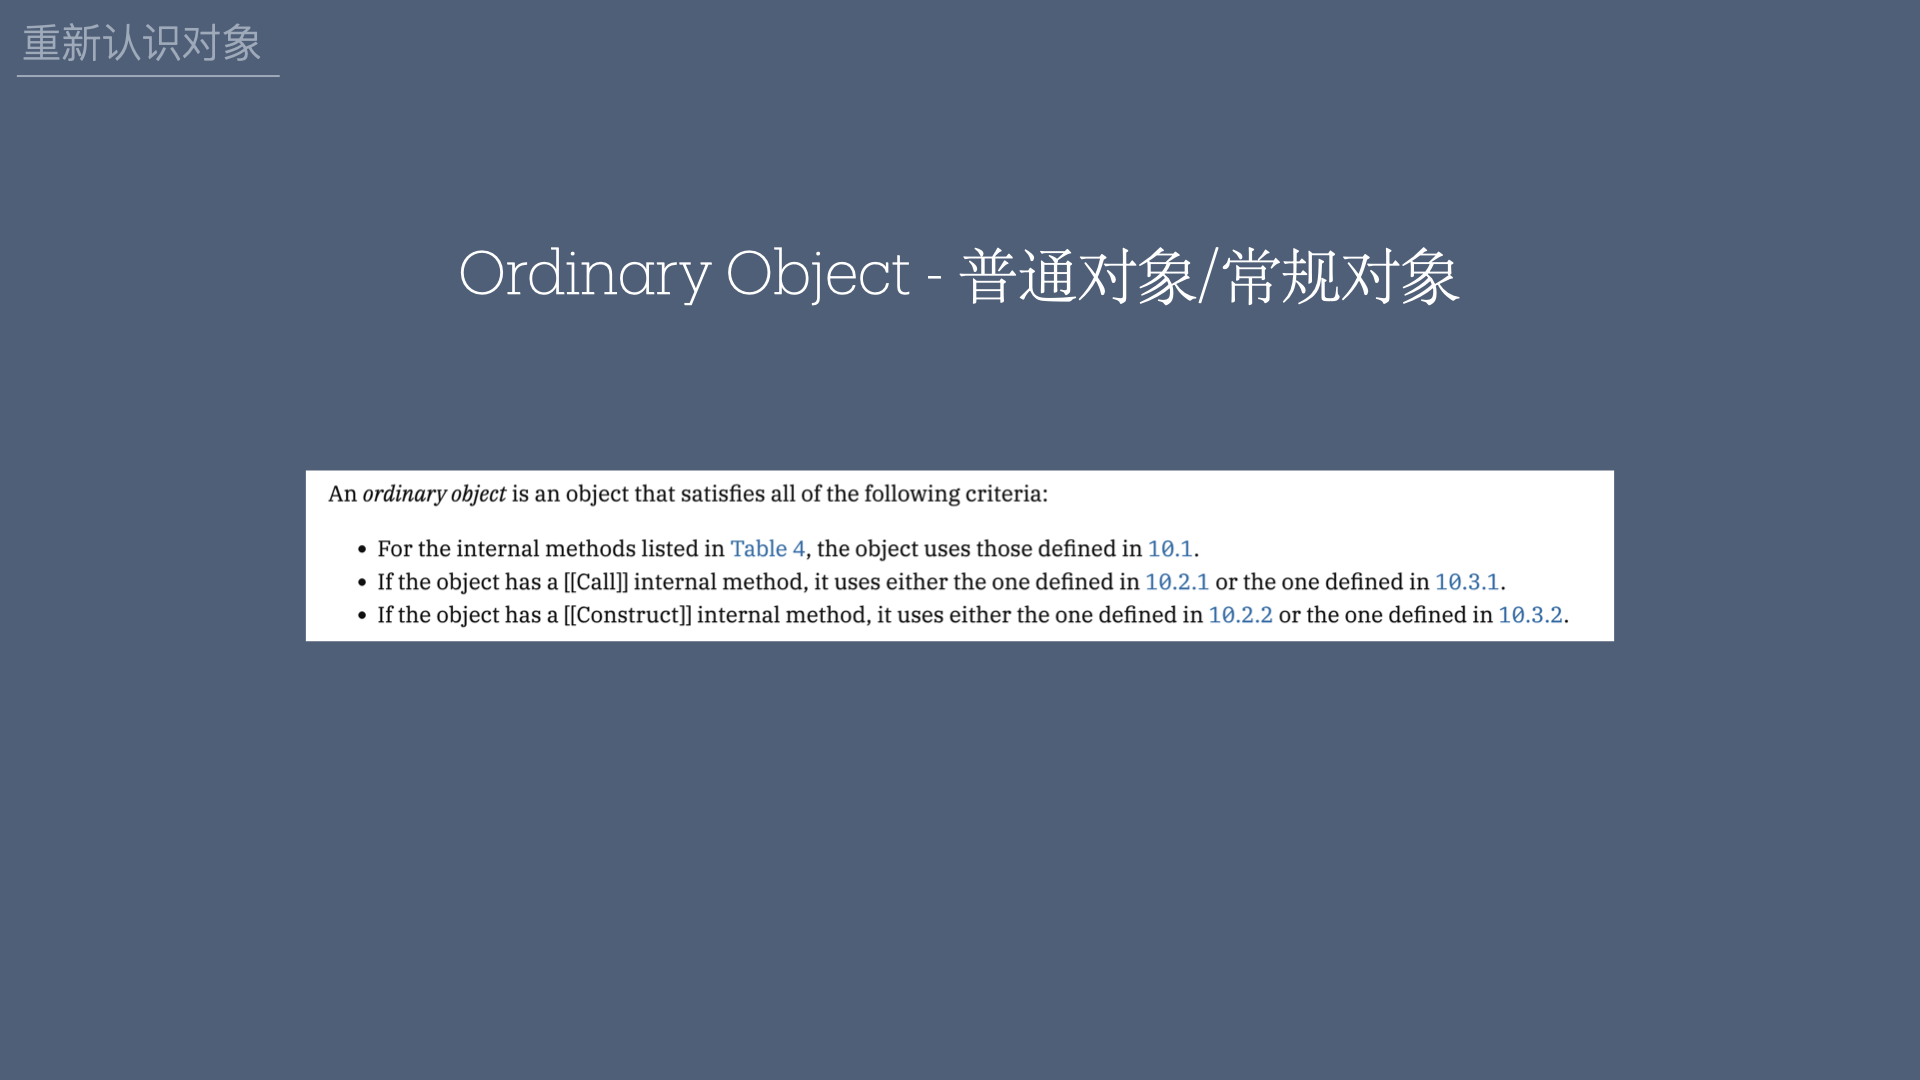 重新认识对象
Ordinary Object - 普通对象/常规对象
An ordinary object is an object that satisfies all of the following criteria:
• For the internal methods listed in Table 4, the object uses those defined in 10.1.
• If the object has a [[Call]] internal method, it uses either the one defined in 10.2.1 or the one defined in 10.3.1.
• If the object has a [[Construct]] internal method, it uses either the one defined in 10.2.2 or the one defined in 10.3.2.